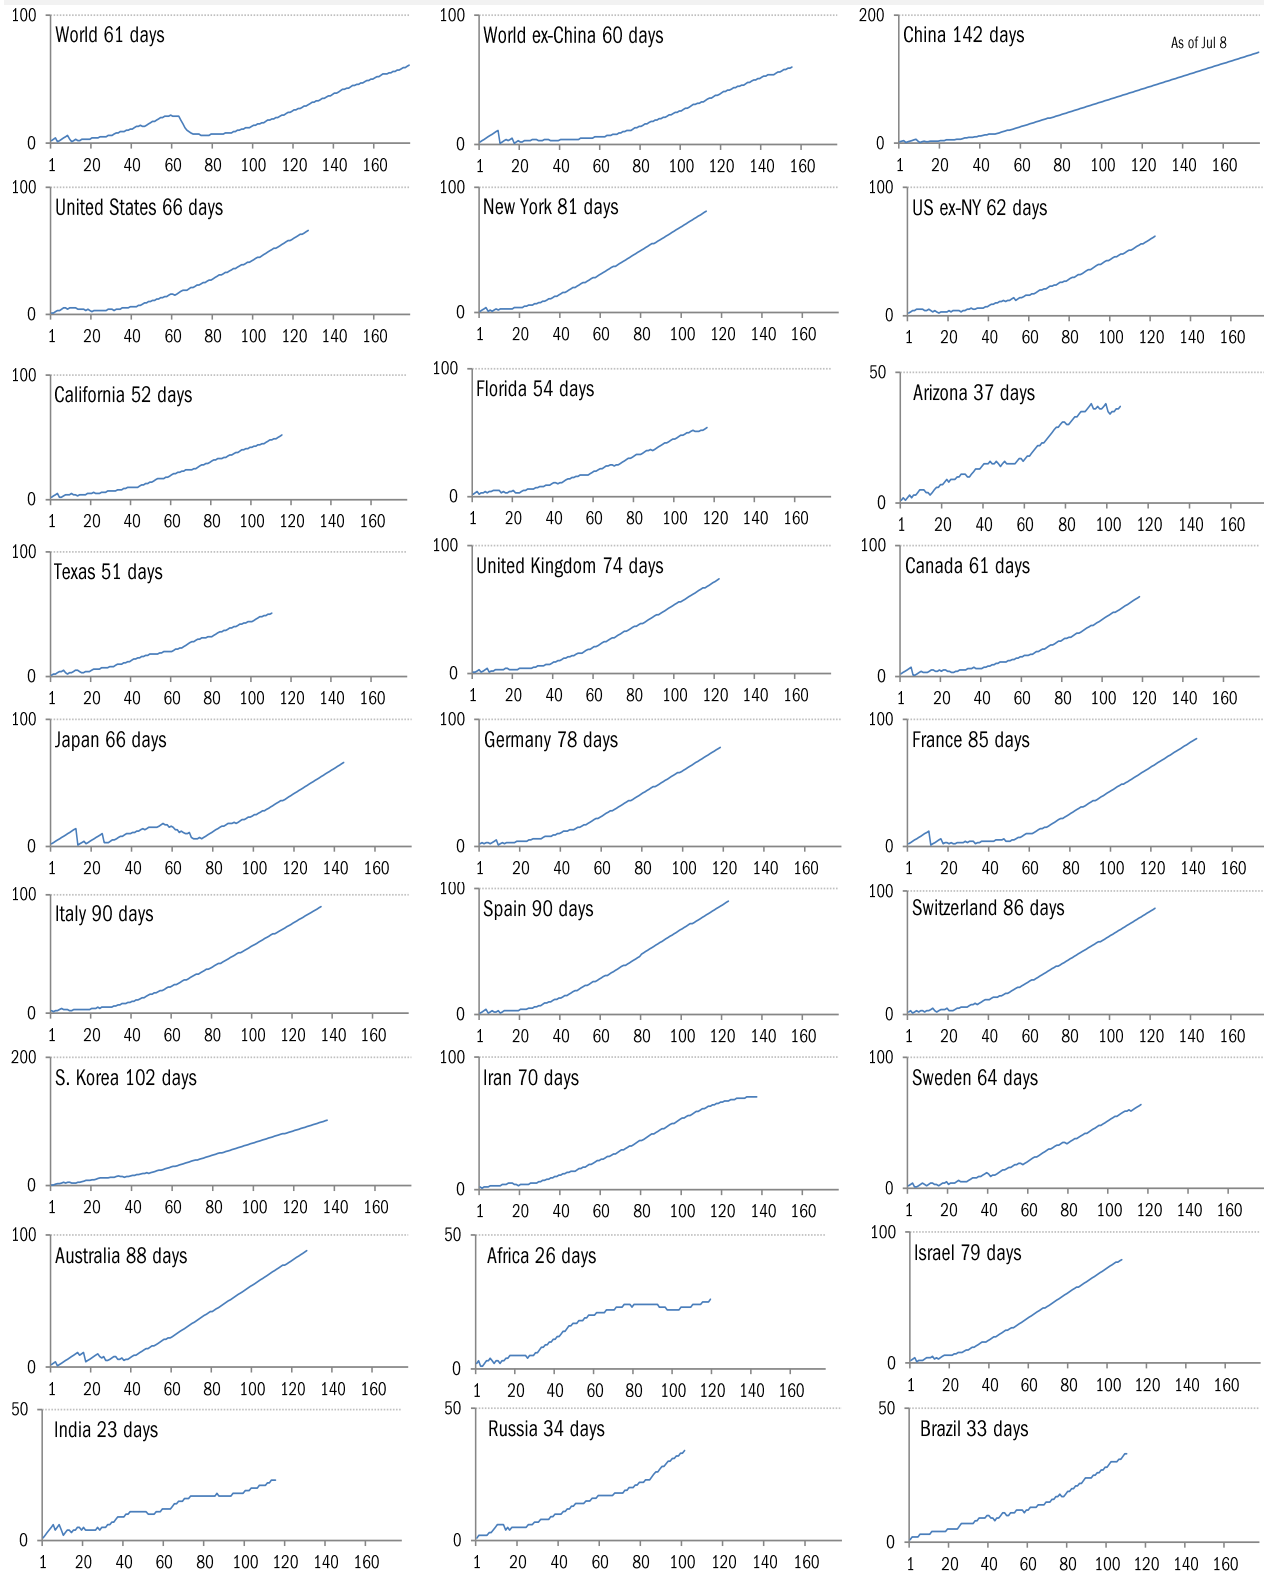 World 61 days
100
0
1 20 40 60 80 100 120 140 160
World ex-China 60 days
100
0
1 20 40 60 80 100 120 140 160
China 142 days
As of Jul 8
200
0
1 20 40 60 80 100 120 140 160
United States 66 days
100
0
1 20 40 60 80 100 120 140 160
New York 81 days
100
0
1 20 40 60 80 100 120 140 160
US ex-NY 62 days
100
0
1 20 40 60 80 100 120 140 160
California 52 days
100
0
1 20 40 60 80 100 120 140 160
Florida 54 days
100
0
1 20 40 60 80 100 120 140 160
Arizona 37 days
50
0
1 20 40 60 80 100 120 140 160
Texas 51 days
100
0
1 20 40 60 80 100 120 140 160
United Kingdom 74 days
100
0
1 20 40 60 80 100 120 140 160
Canada 61 days
100
0
1 20 40 60 80 100 120 140 160
Japan 66 days
100
0
1 20 40 60 80 100 120 140 160
Germany 78 days
100
0
1 20 40 60 80 100 120 140 160
France 85 days
100
0
1 20 40 60 80 100 120 140 160
Italy 90 days
100
0
1 20 40 60 80 100 120 140 160
Spain 90 days
100
0
1 20 40 60 80 100 120 140 160
Switzerland 86 days
100
0
1 20 40 60 80 100 120 140 160
S. Korea 102 days
200
0
1 20 40 60 80 100 120 140 160
Iran 70 days
100
0
1 20 40 60 80 100 120 140 160
Sweden 64 days
100
0
1 20 40 60 80 100 120 140 160
Australia 88 days
100
0
1 20 40 60 80 100 120 140 160
Africa 26 days
50
0
1 20 40 60 80 100 120 140 160
Israel 79 days
100
0
1 20 40 60 80 100 120 140 160
India 23 days
50
0
1 20 40 60 80 100 120 140 160
Russia 34 days
50
0
1 20 40 60 80 100 120 140 160
Brazil 33 days
50
0
1 20 40 60 80 100 120 140 160